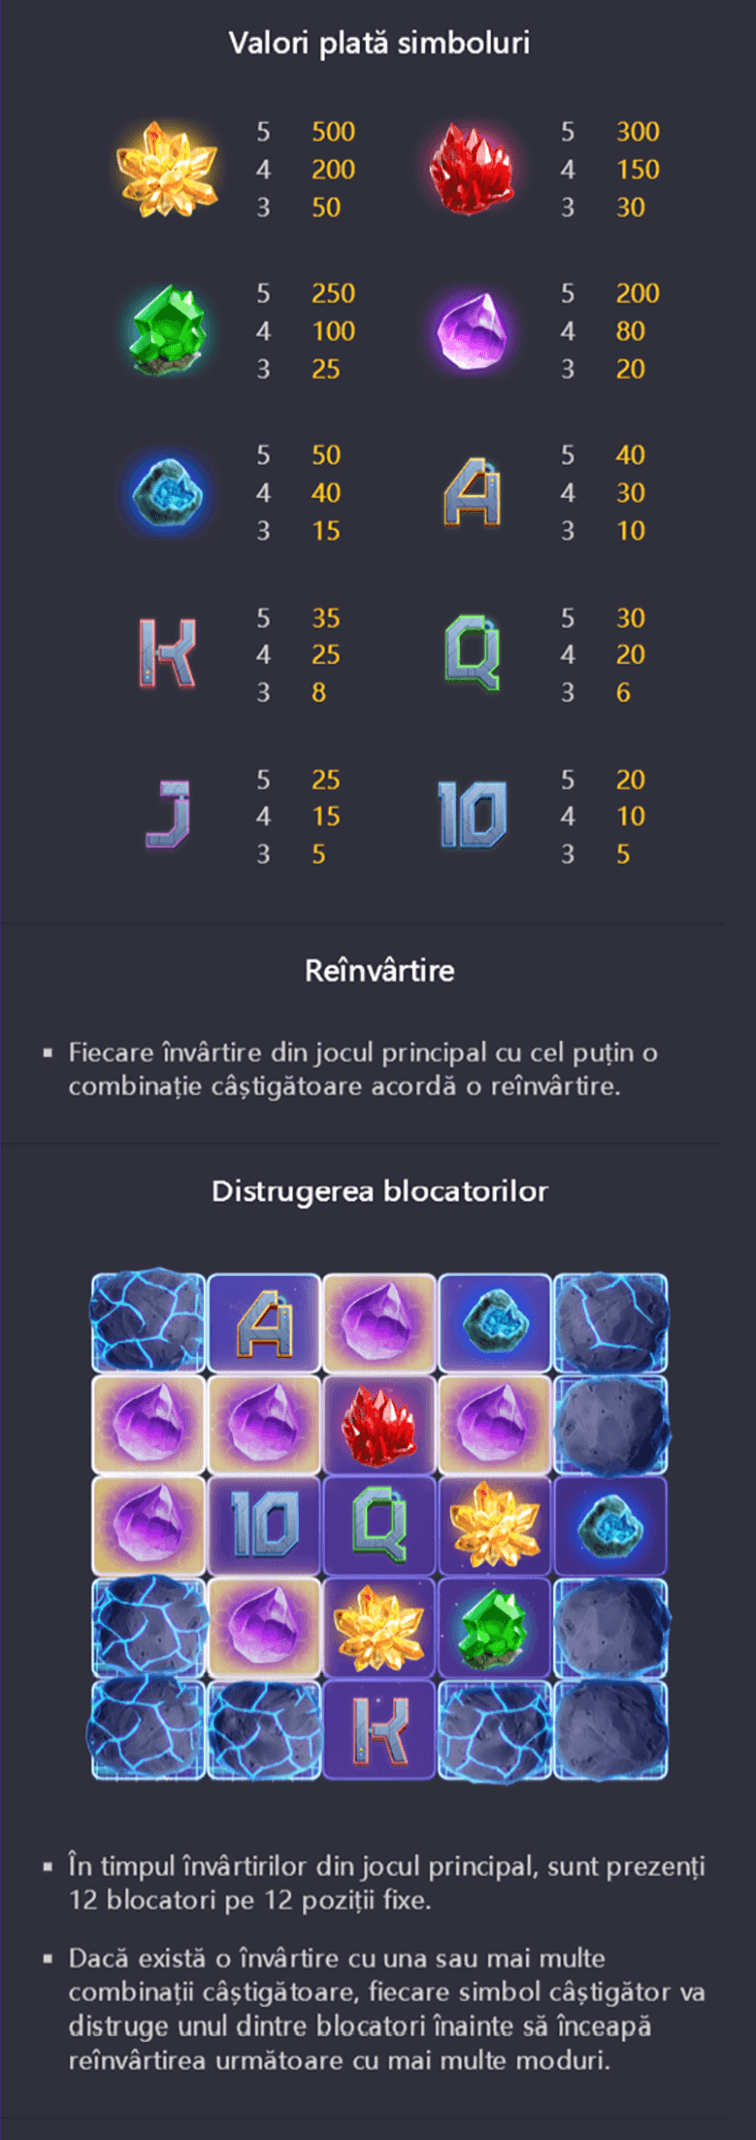 Valori plată simboluri
5 500 5 300
4 200 4 150
3 50 3 30
5 250 5 200
4 100 4 80
3 25 3 20
5 50 A 5 40
4 40 4 30
3 15 3 10
K 5 35 Q 5 30
4 25 4 20
3 8 3 6
J 5 25 10 5 20
4 15 4 10
3 5 3 5
Reînvârtire
▪ Fiecare învârtire din jocul principal cu cel puțin o
combinație câștigătoare acordă o reînvârtire.
Distrugerea blocatorilor
A
10 Q
K
▪ În timpul învârtirilor din jocul principal, sunt prezenți
12 blocatori pe 12 poziții fixe.
▪ Dacă există o învârtire cu una sau mai multe
combinații câștigătoare, fiecare simbol câștigător va
distruge unul dintre blocatori înainte să înceapă
reînvârtirea următoare cu mai multe moduri.